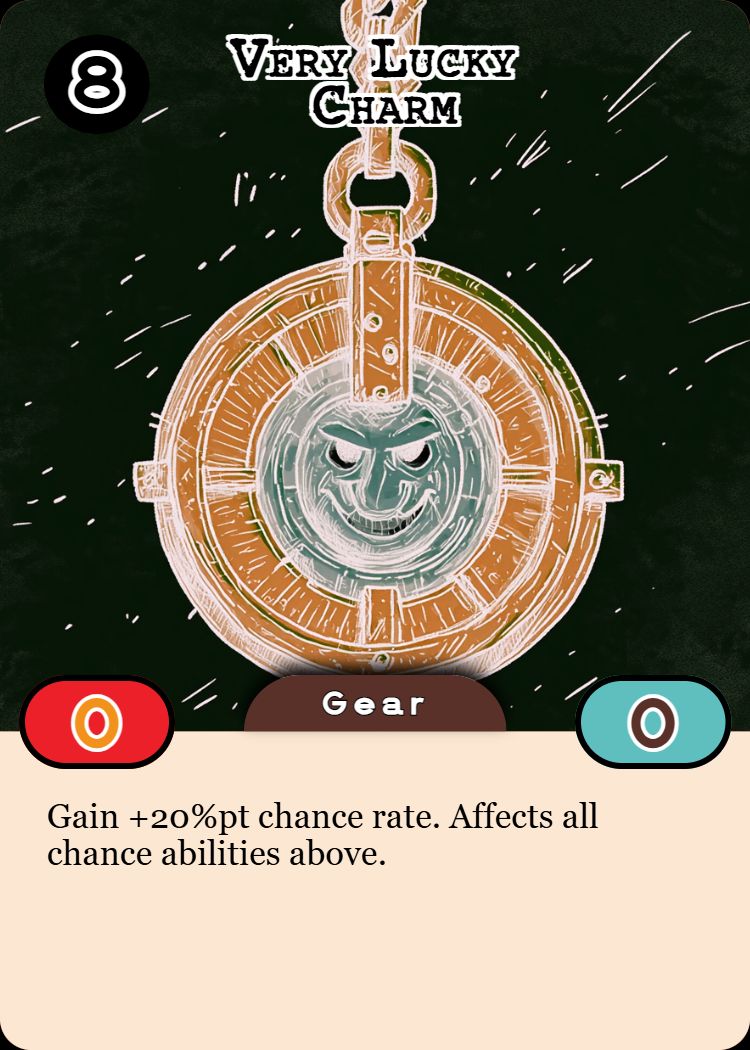 8
Very Lucky
Charm
0
Gear
0
Gain +20%pt chance rate. Affects all
chance abilities above.